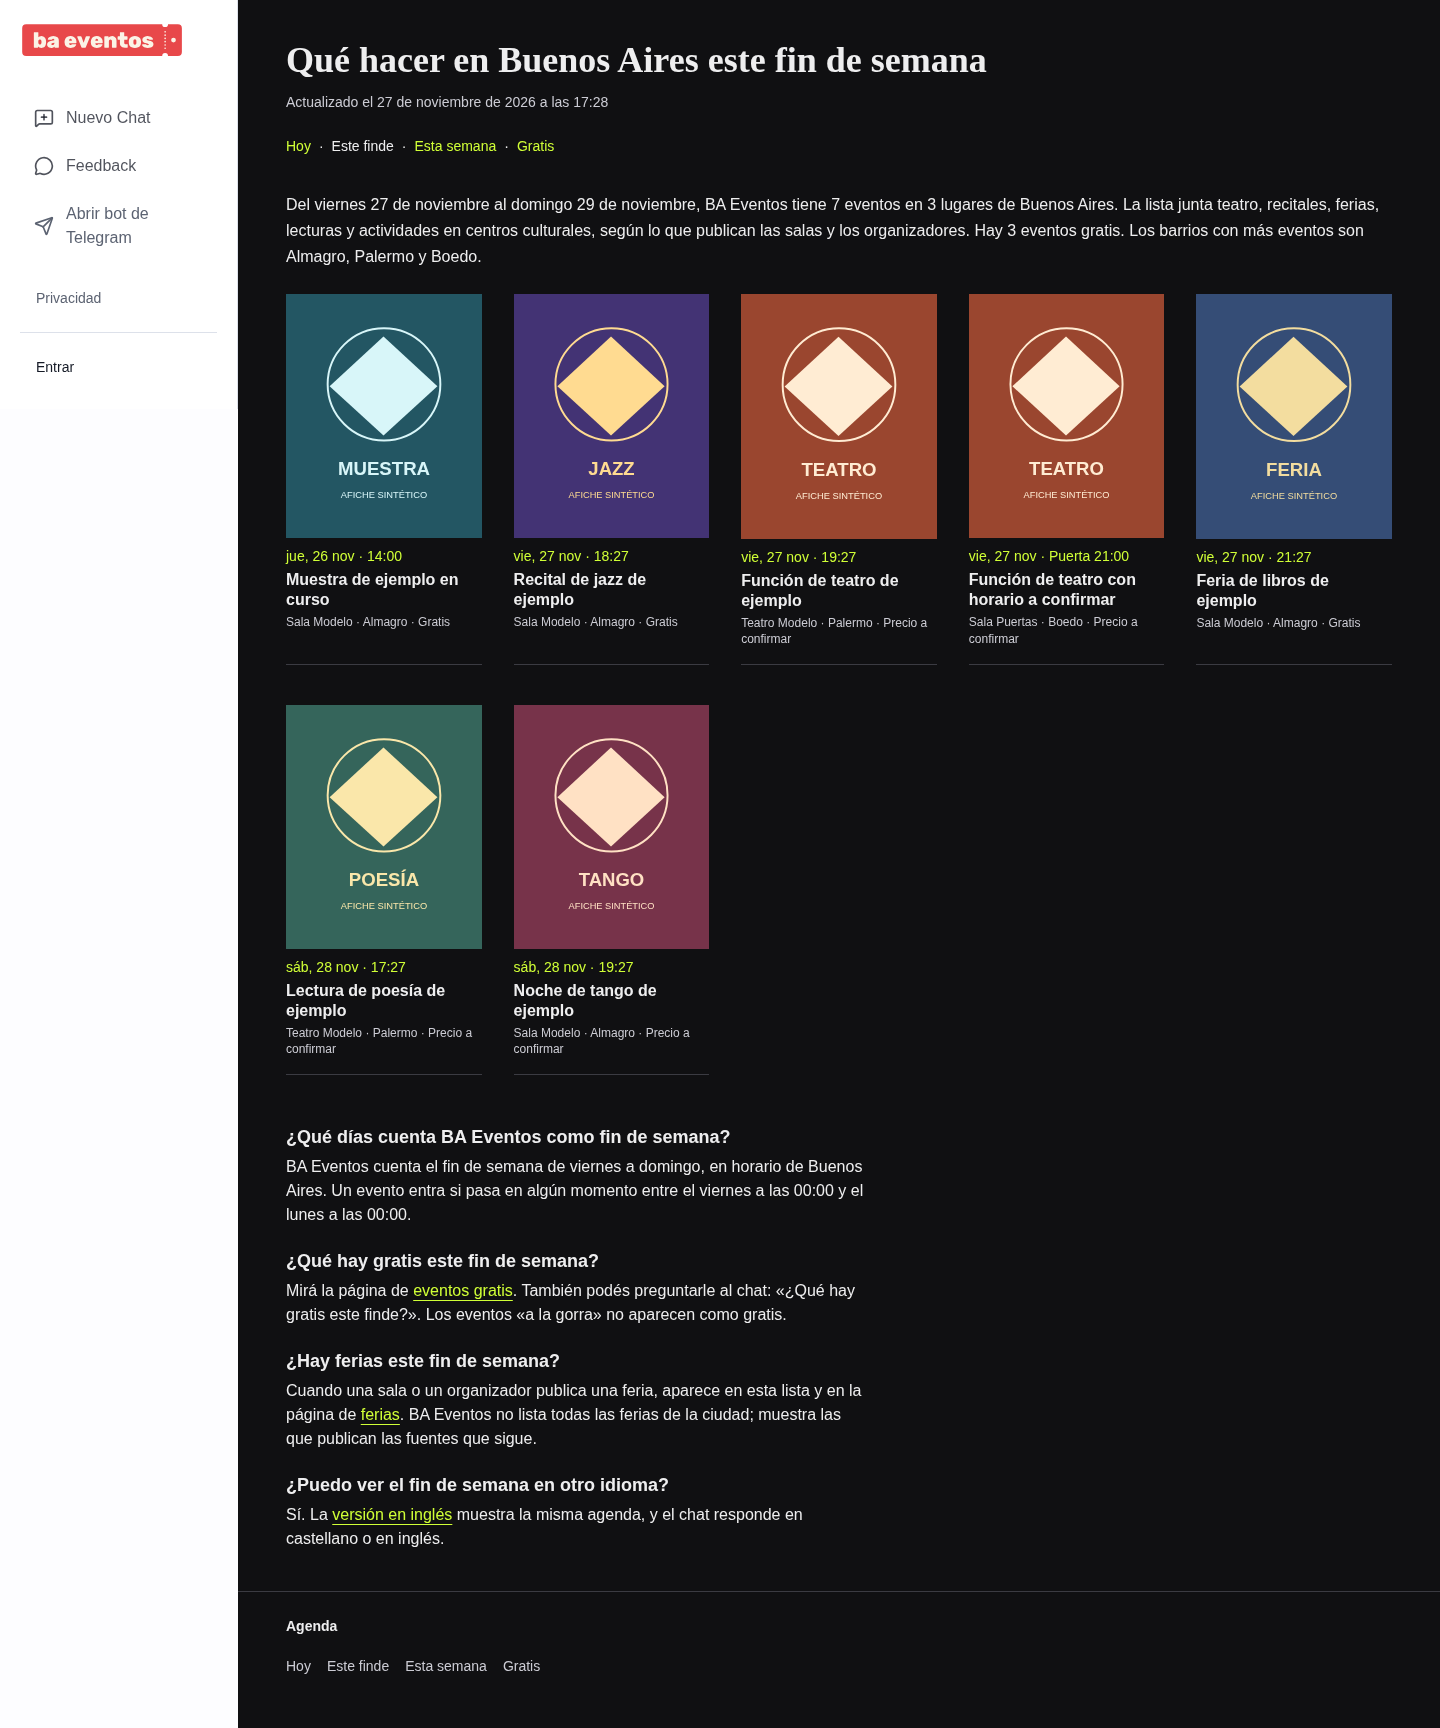 ba eventos
Nuevo Chat
Feedback
Abrir bot de
Telegram
Privacidad
Entrar
Qué hacer en Buenos Aires este fin de semana
Actualizado el 27 de noviembre de 2026 a las 17:28
Hoy · Este finde · Esta semana · Gratis
Del viernes 27 de noviembre al domingo 29 de noviembre, BA Eventos tiene 7 eventos en 3 lugares de Buenos Aires. La lista junta teatro, recitales, ferias,
lecturas y actividades en centros culturales, según lo que publican las salas y los organizadores. Hay 3 eventos gratis. Los barrios con más eventos son
Almagro, Palermo y Boedo.
MUESTRA
AFICHE SINTÉTICO
jue, 26 nov · 14:00
Muestra de ejemplo en
curso
Sala Modelo · Almagro · Gratis
JAZZ
AFICHE SINTÉTICO
vie, 27 nov · 18:27
Recital de jazz de
ejemplo
Sala Modelo · Almagro · Gratis
TEATRO
AFICHE SINTÉTICO
vie, 27 nov · 19:27
Función de teatro de
ejemplo
Teatro Modelo · Palermo · Precio a
confirmar
TEATRO
AFICHE SINTÉTICO
vie, 27 nov · Puerta 21:00
Función de teatro con
horario a confirmar
Sala Puertas · Boedo · Precio a
confirmar
FERIA
AFICHE SINTÉTICO
vie, 27 nov · 21:27
Feria de libros de
ejemplo
Sala Modelo · Almagro · Gratis
POESÍA
AFICHE SINTÉTICO
sáb, 28 nov · 17:27
Lectura de poesía de
ejemplo
Teatro Modelo · Palermo · Precio a
confirmar
TANGO
AFICHE SINTÉTICO
sáb, 28 nov · 19:27
Noche de tango de
ejemplo
Sala Modelo · Almagro · Precio a
confirmar
¿Qué días cuenta BA Eventos como fin de semana?
BA Eventos cuenta el fin de semana de viernes a domingo, en horario de Buenos
Aires. Un evento entra si pasa en algún momento entre el viernes a las 00:00 y el
lunes a las 00:00.
¿Qué hay gratis este fin de semana?
Mirá la página de eventos gratis. También podés preguntarle al chat: «¿Qué hay
gratis este finde?». Los eventos «a la gorra» no aparecen como gratis.
¿Hay ferias este fin de semana?
Cuando una sala o un organizador publica una feria, aparece en esta lista y en la
página de ferias. BA Eventos no lista todas las ferias de la ciudad; muestra las
que publican las fuentes que sigue.
¿Puedo ver el fin de semana en otro idioma?
Sí. La versión en inglés muestra la misma agenda, y el chat responde en
castellano o en inglés.
Agenda
Hoy Este finde Esta semana Gratis